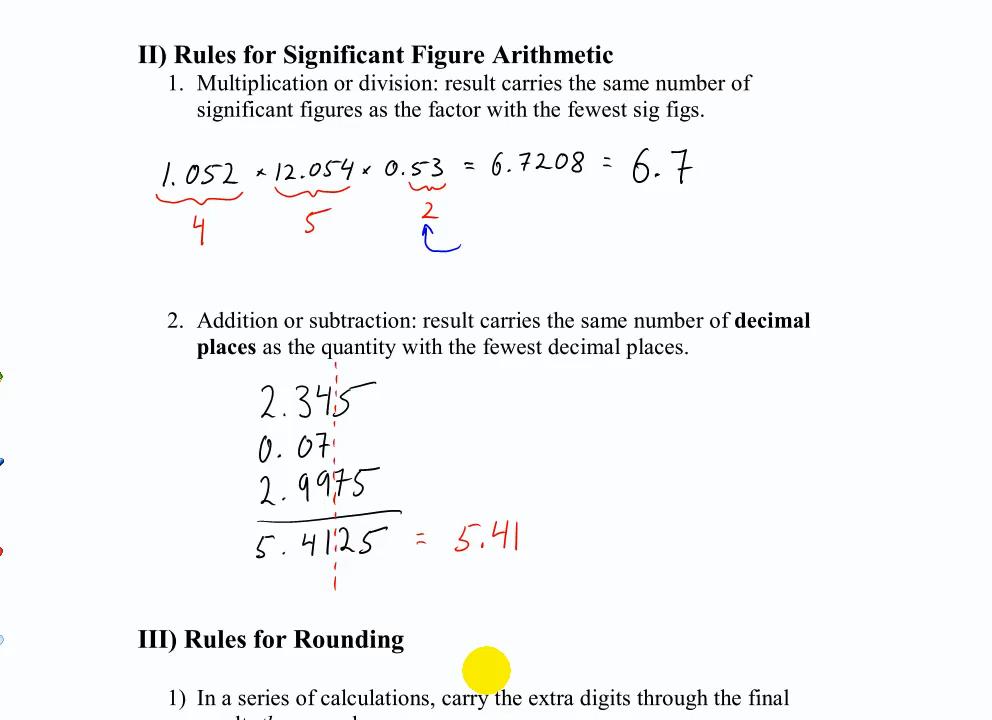 II) Rules for Significant Figure Arithmetic
1. Multiplication or division: result carries the same number of
significant figures as the factor with the fewest sig figs.
1.052 × 12.054 × 0.53 = 6.7208 = 6.7
4 5 2
2. Addition or subtraction: result carries the same number of decimal
places as the quantity with the fewest decimal places.
2.345
0.07
2.9975
5.4125 = 5.41
III) Rules for Rounding
1) In a series of calculations, carry the extra digits through the final